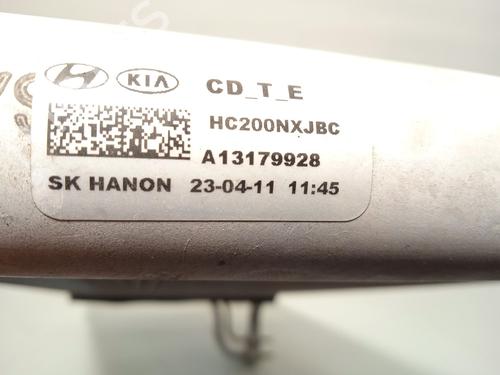 KIA
CD_T_E
HC200NXJBC
A13179928
SK HANON 23-04-11 11:45